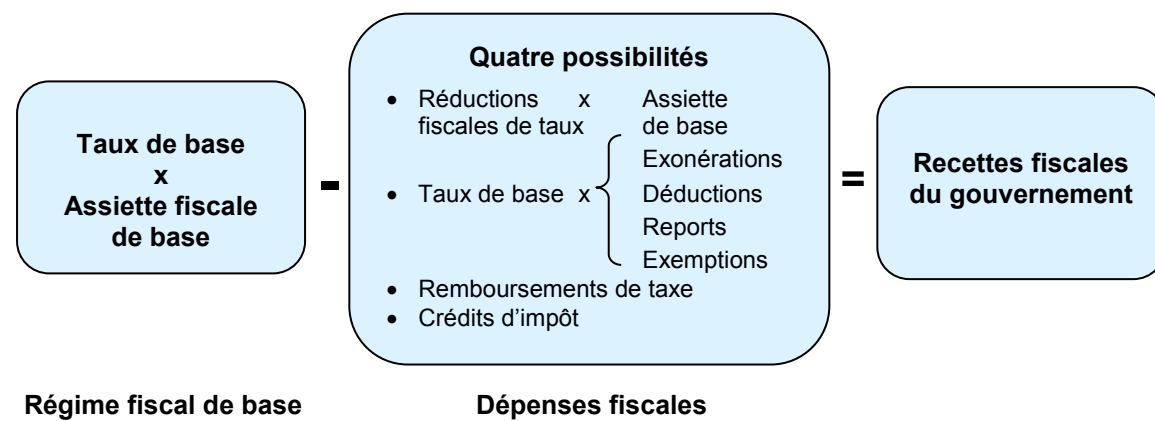 Taux de base
x
Assiette fiscale
de base
-
Quatre possibilités
• Réductions x Assiette
fiscales de taux de base
Exonérations
• Taux de base x Déductions
Reports
Exemptions
• Remboursements de taxe
• Crédits d'impôt
=
Recettes fiscales
du gouvernement
Régime fiscal de base
Dépenses fiscales